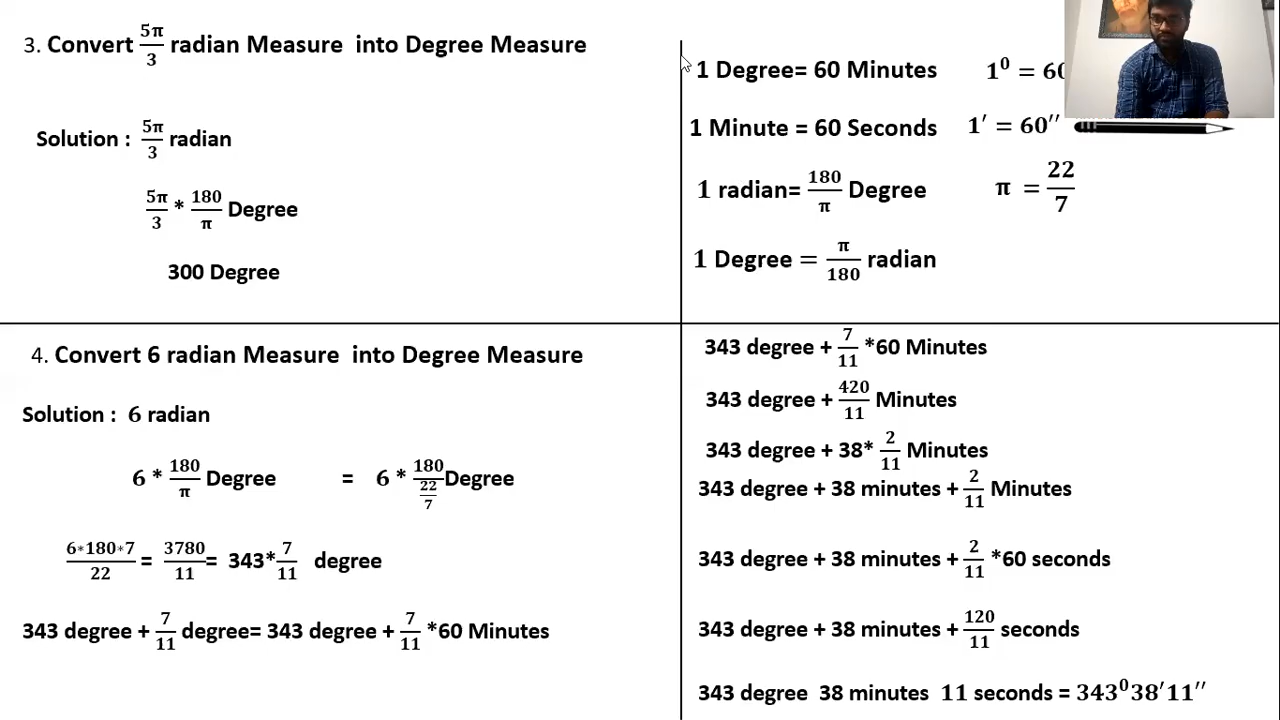 3. Convert 5π/3 radian Measure into Degree Measure
Solution : 5π/3 radian
5π/3 * 180/π Degree
300 Degree
1 Degree= 60 Minutes 1⁰ = 60
1 Minute = 60 Seconds 1′ = 60′′
1 radian= 180/π Degree π = 22/7
1 Degree = π/180 radian
4. Convert 6 radian Measure into Degree Measure
Solution : 6 radian
6 * 180/π Degree = 6 * 180/(22/7) Degree
6*180*7/22 = 3780/11 = 343* 7/11 degree
343 degree + 7/11 degree= 343 degree + 7/11 *60 Minutes
343 degree + 7/11 *60 Minutes
343 degree + 420/11 Minutes
343 degree + 38* 2/11 Minutes
343 degree + 38 minutes + 2/11 Minutes
343 degree + 38 minutes + 2/11 *60 seconds
343 degree + 38 minutes + 120/11 seconds
343 degree 38 minutes 11 seconds = 343⁰38′11′′